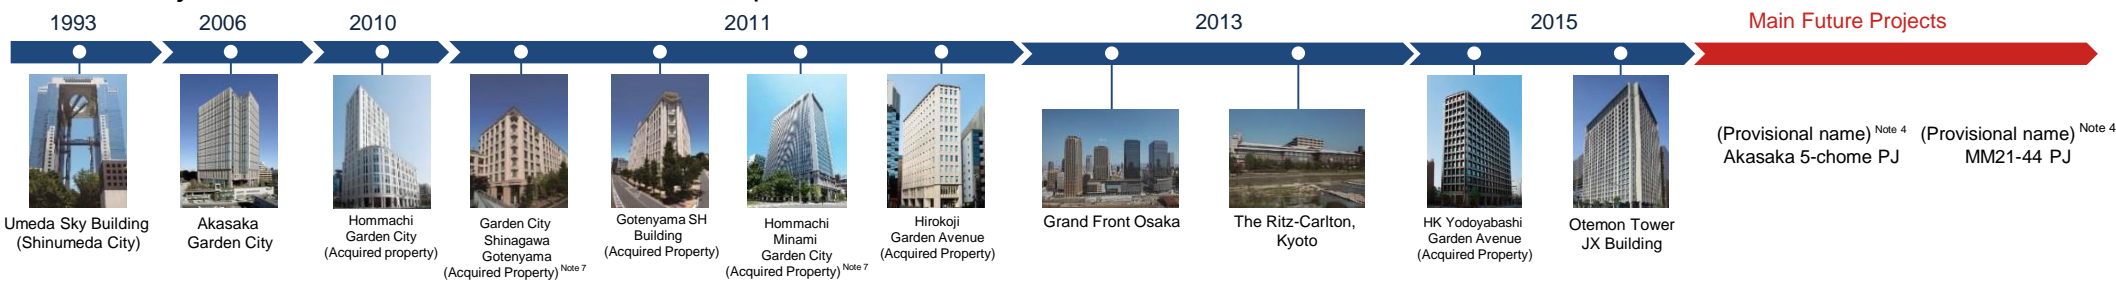 1993
2006
2010
2011
2013
2015
Main Future Projects
Umeda Sky Building
(Shinumeda City)
Akasaka
Garden City
Hommachi
Garden City
(Acquired property)
Garden City
Shinagawa
Gotenyama
(Acquired Property) Note 7
Gotenyama SH
Building
(Acquired Property)
Hommachi
Minami
Garden City
(Acquired Property) Note 7
Hirokoji
Garden Avenue
(Acquired Property)
Grand Front Osaka
The Ritz-Carlton,
Kyoto
HK Yodoyabashi
Garden Avenue
(Acquired Property)
Otemon Tower
JX Building
(Provisional name) Note 4
Akasaka 5-chome PJ
(Provisional name) Note 4
MM21-44 PJ